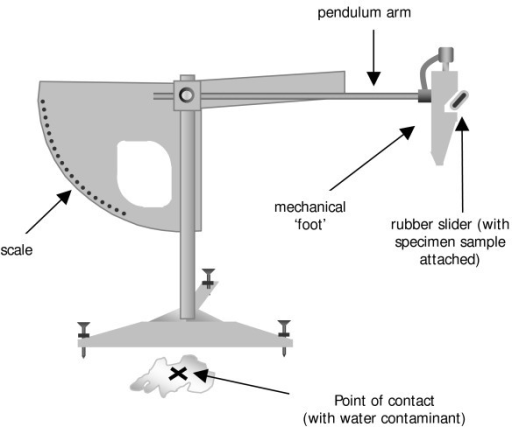 pendulum arm
mechanical
‘foot’
rubber slider (with
specimen sample
attached)
scale
Point of contact
(with water contaminant)